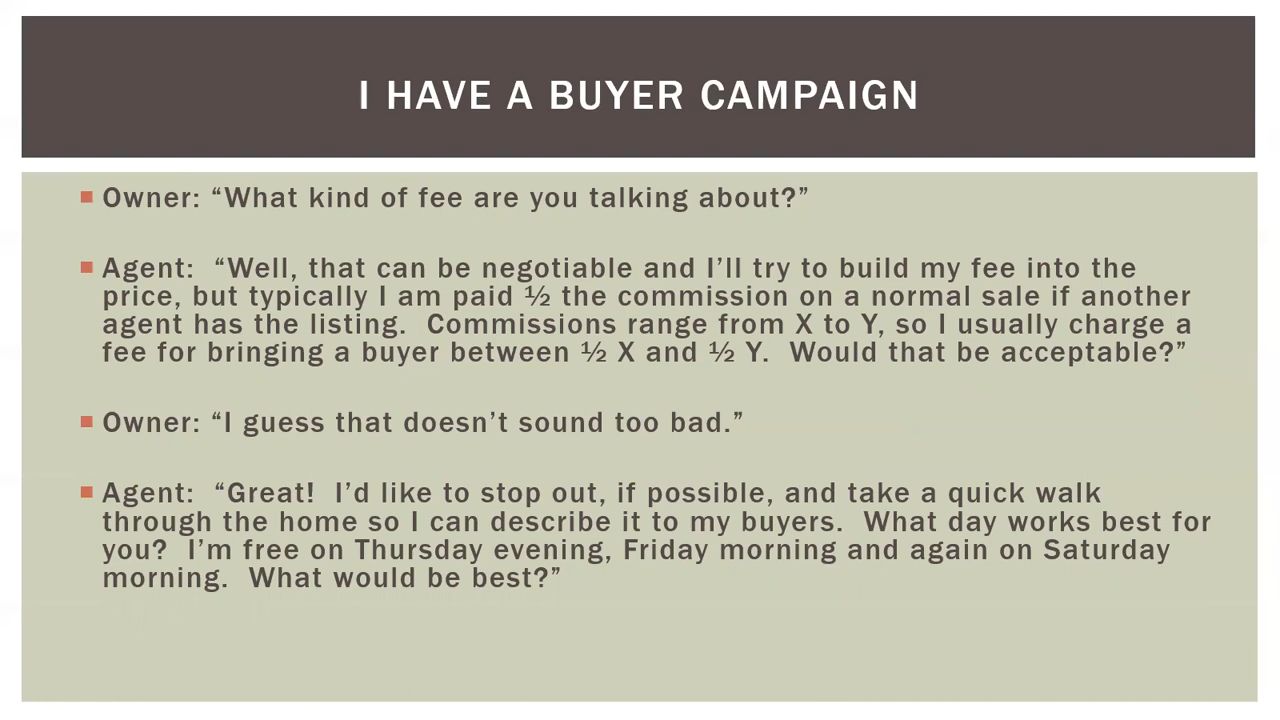 I HAVE A BUYER CAMPAIGN
Owner: “What kind of fee are you talking about?”
Agent:  “Well, that can be negotiable and I’ll try to build my fee into the
price, but typically I am paid ½ the commission on a normal sale if another
agent has the listing.  Commissions range from X to Y, so I usually charge a
fee for bringing a buyer between ½ X and ½ Y.  Would that be acceptable?”
Owner: “I guess that doesn’t sound too bad.”
Agent:  “Great!  I’d like to stop out, if possible, and take a quick walk
through the home so I can describe it to my buyers.  What day works best for
you?  I’m free on Thursday evening, Friday morning and again on Saturday
morning.  What would be best?”